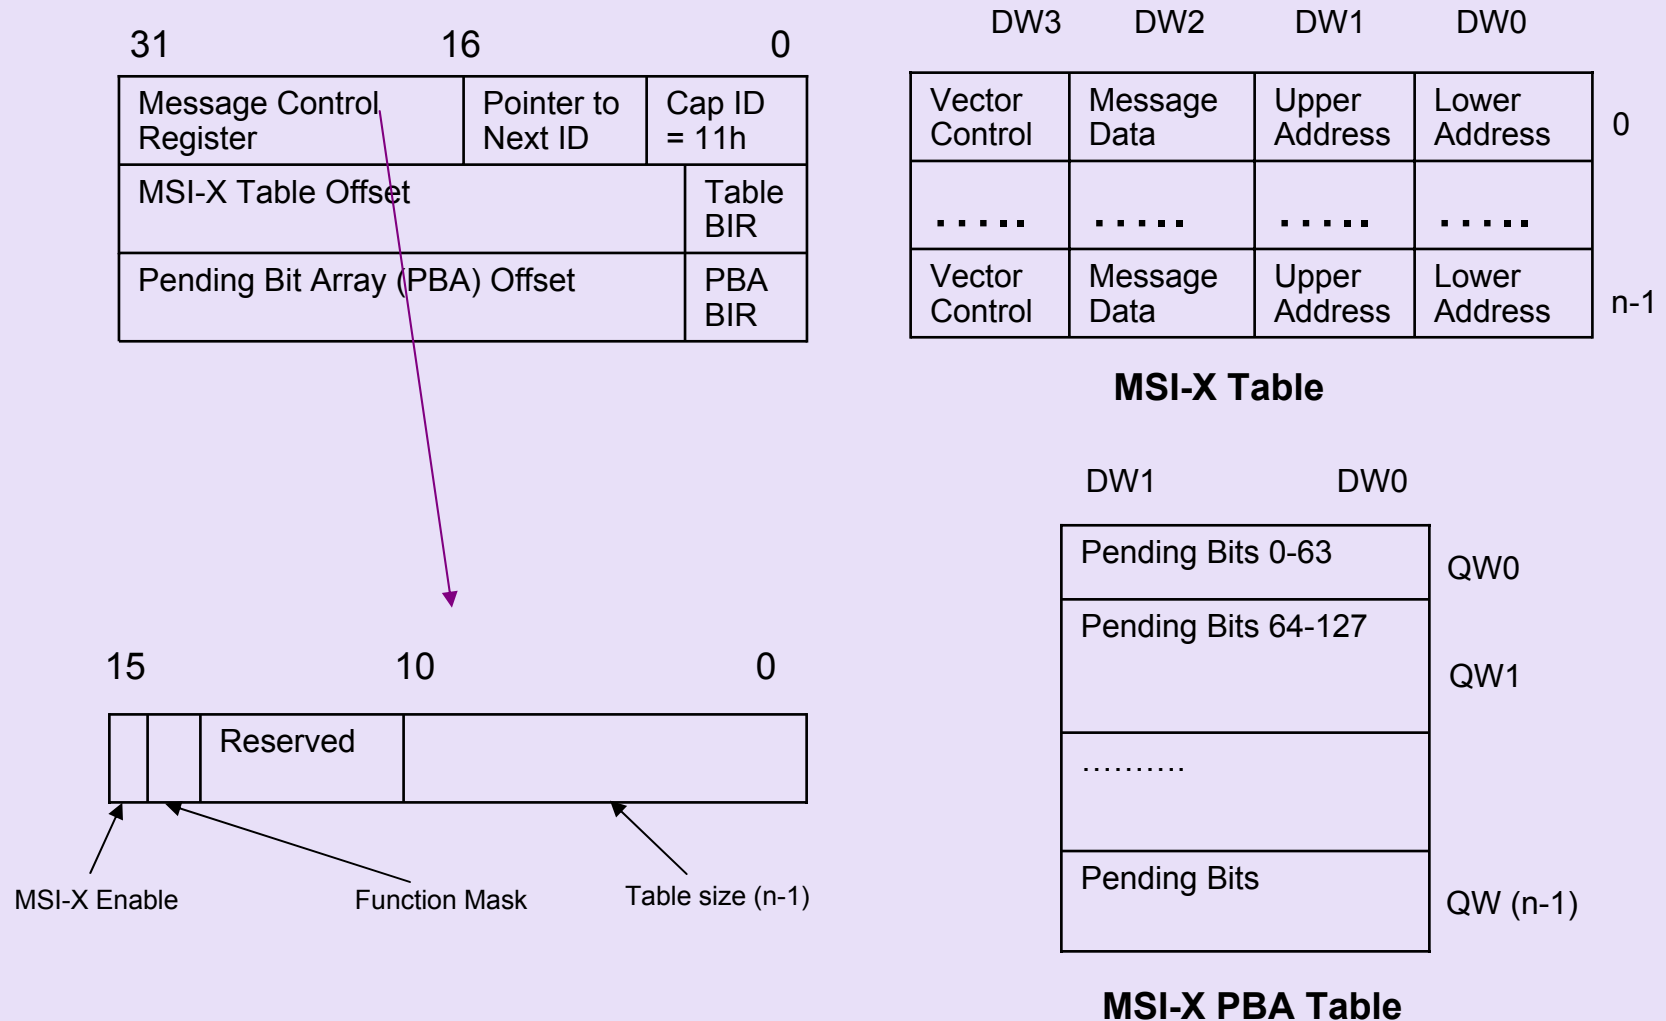 31 16 0
Message Control
Register
Pointer to
Next ID
Cap ID
= 11h
MSI-X Table Offset
Table
BIR
Pending Bit Array (PBA) Offset
PBA
BIR
DW3 DW2 DW1 DW0
Vector
Control
Message
Data
Upper
Address
Lower
Address
0
..... ..... ..... .....
Vector
Control
Message
Data
Upper
Address
Lower
Address
n-1
MSI-X Table
15 10 0
Reserved
MSI-X Enable
Function Mask
Table size (n-1)
DW1 DW0
Pending Bits 0-63
QW0
Pending Bits 64-127
QW1
..........
Pending Bits
QW (n-1)
MSI-X PBA Table